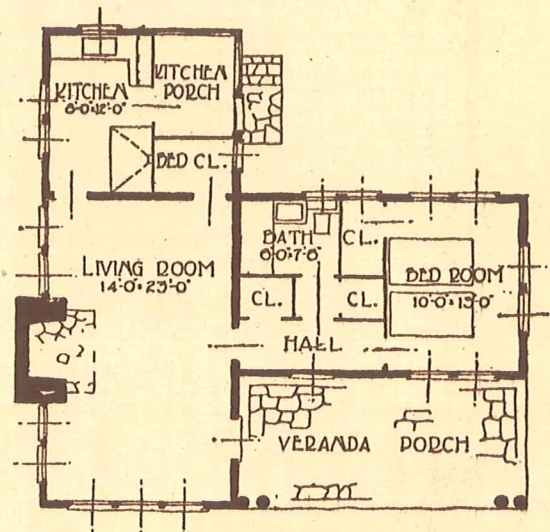 KITCHEN
8'-0"x12'-0"
KITCHEN
PORCH
BED CL.
LIVING ROOM
14'-0"x23'-0"
BATH
6'-0"x7'-8"
CL.
CL.
CL.
BED ROOM
10'-0"x13'-0"
HALL
VERANDA PORCH